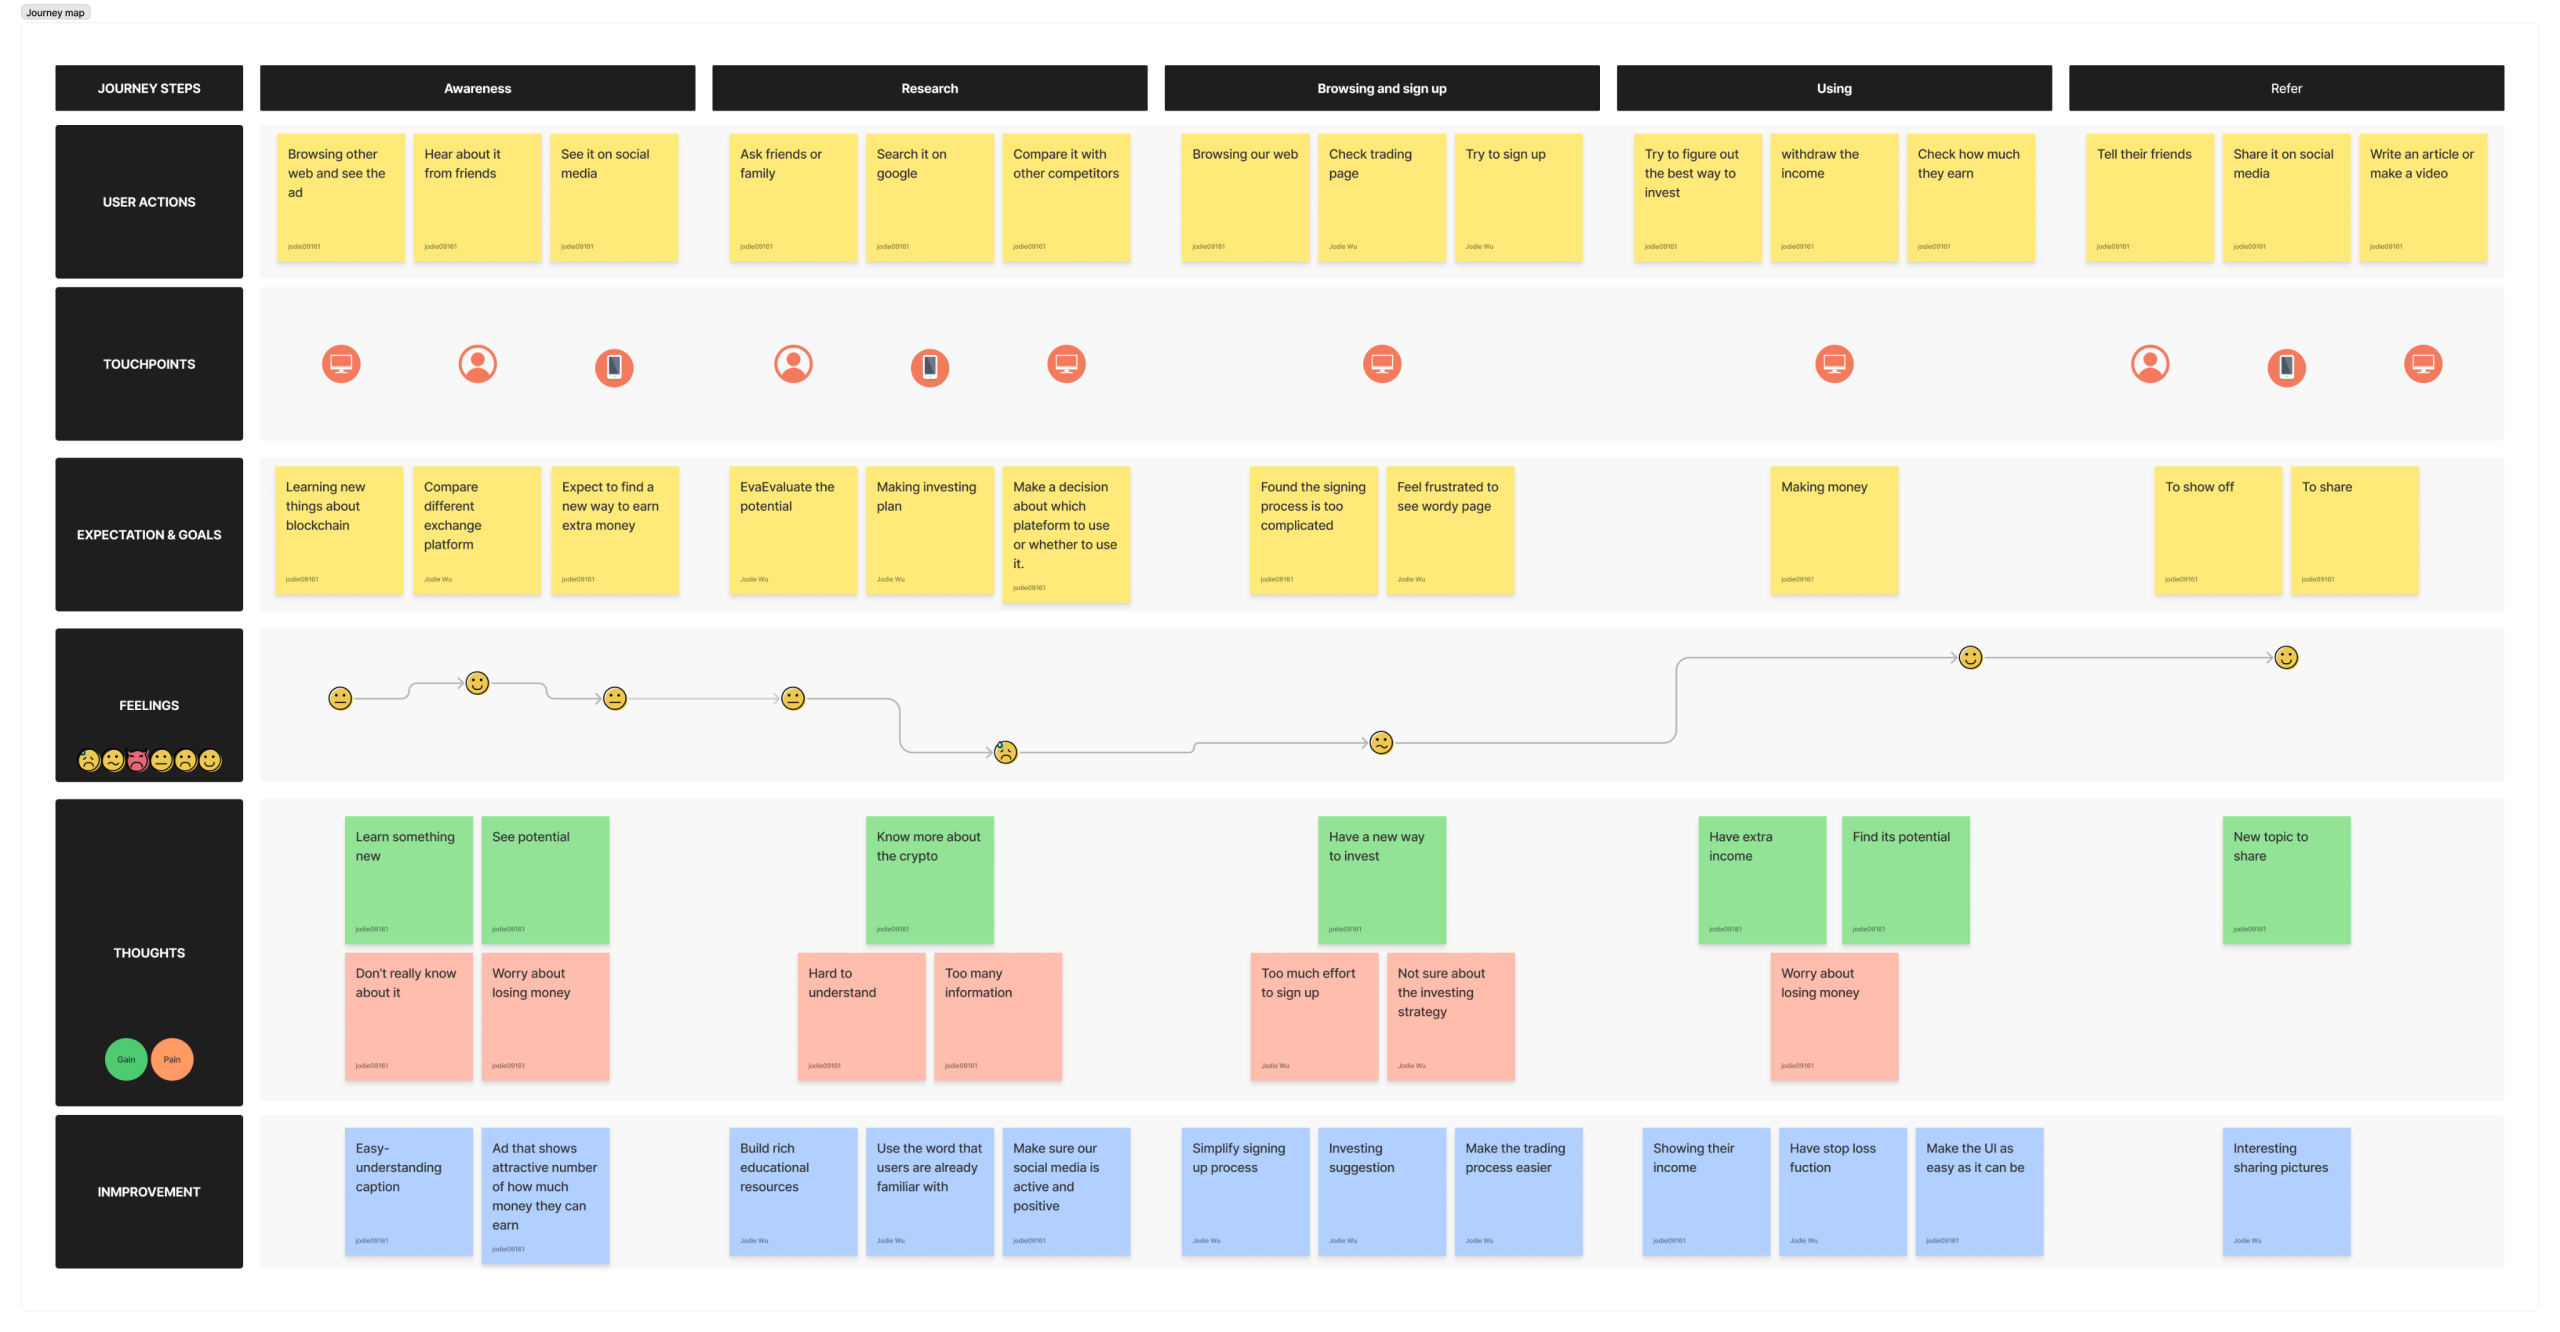 Journey map
JOURNEY STEPS
Awareness
Research
Browsing and sign up
Using
Refer
USER ACTIONS
Browsing other
web and see the
ad
jodie09161
Hear about it
from friends
jodie09161
See it on social
media
jodie09161
Ask friends or
family
jodie09161
Search it on
google
jodie09161
Compare it with
other competitors
jodie09161
Browsing our web
jodie09161
Check trading
page
Jodie Wu
Try to sign up
Jodie Wu
Try to figure out
the best way to
invest
jodie09161
withdraw the
income
jodie09161
Check how much
they earn
jodie09161
Tell their friends
jodie09161
Share it on social
media
jodie09161
Write an article or
make a video
jodie09161
TOUCHPOINTS
EXPECTATION & GOALS
Learning new
things about
blockchain
jodie09161
Compare
different
exchange
platform
Jodie Wu
Expect to find a
new way to earn
extra money
jodie09161
EvaEvaluate the
potential
Jodie Wu
Making investing
plan
Jodie Wu
Make a decision
about which
plateform to use
or whether to use
it.
jodie09161
Found the signing
process is too
complicated
jodie09161
Feel frustrated to
see wordy page
Jodie Wu
Making money
jodie09161
To show off
jodie09161
To share
jodie09161
FEELINGS
THOUGHTS
Gain
Pain
Learn something
new
jodie09161
See potential
jodie09161
Know more about
the crypto
jodie09161
Have a new way
to invest
jodie09161
Have extra
income
jodie09161
Find its potential
jodie09161
New topic to
share
jodie09161
Don't really know
about it
jodie09161
Worry about
losing money
jodie09161
Hard to
understand
jodie09161
Too many
information
jodie09161
Too much effort
to sign up
Jodie Wu
Not sure about
the investing
strategy
Jodie Wu
Worry about
losing money
jodie09161
INMPROVEMENT
Easy-
understanding
caption
jodie09161
Ad that shows
attractive number
of how much
money they can
earn
jodie09161
Build rich
educational
resources
Jodie Wu
Use the word that
users are already
familiar with
Jodie Wu
Make sure our
social media is
active and
positive
jodie09161
Simplify signing
up process
Jodie Wu
Investing
suggestion
Jodie Wu
Make the trading
process easier
Jodie Wu
Showing their
income
jodie09161
Have stop loss
fuction
Jodie Wu
Make the UI as
easy as it can be
jodie09161
Interesting
sharing pictures
Jodie Wu